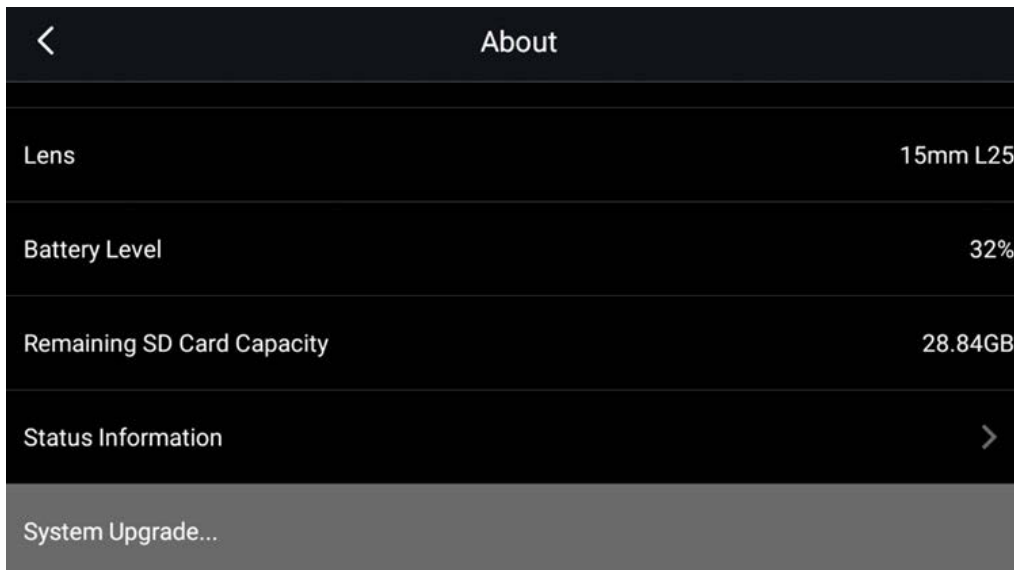 About
Lens 15mm L25
Battery Level 32%
Remaining SD Card Capacity 28.84GB
Status Information
System Upgrade...